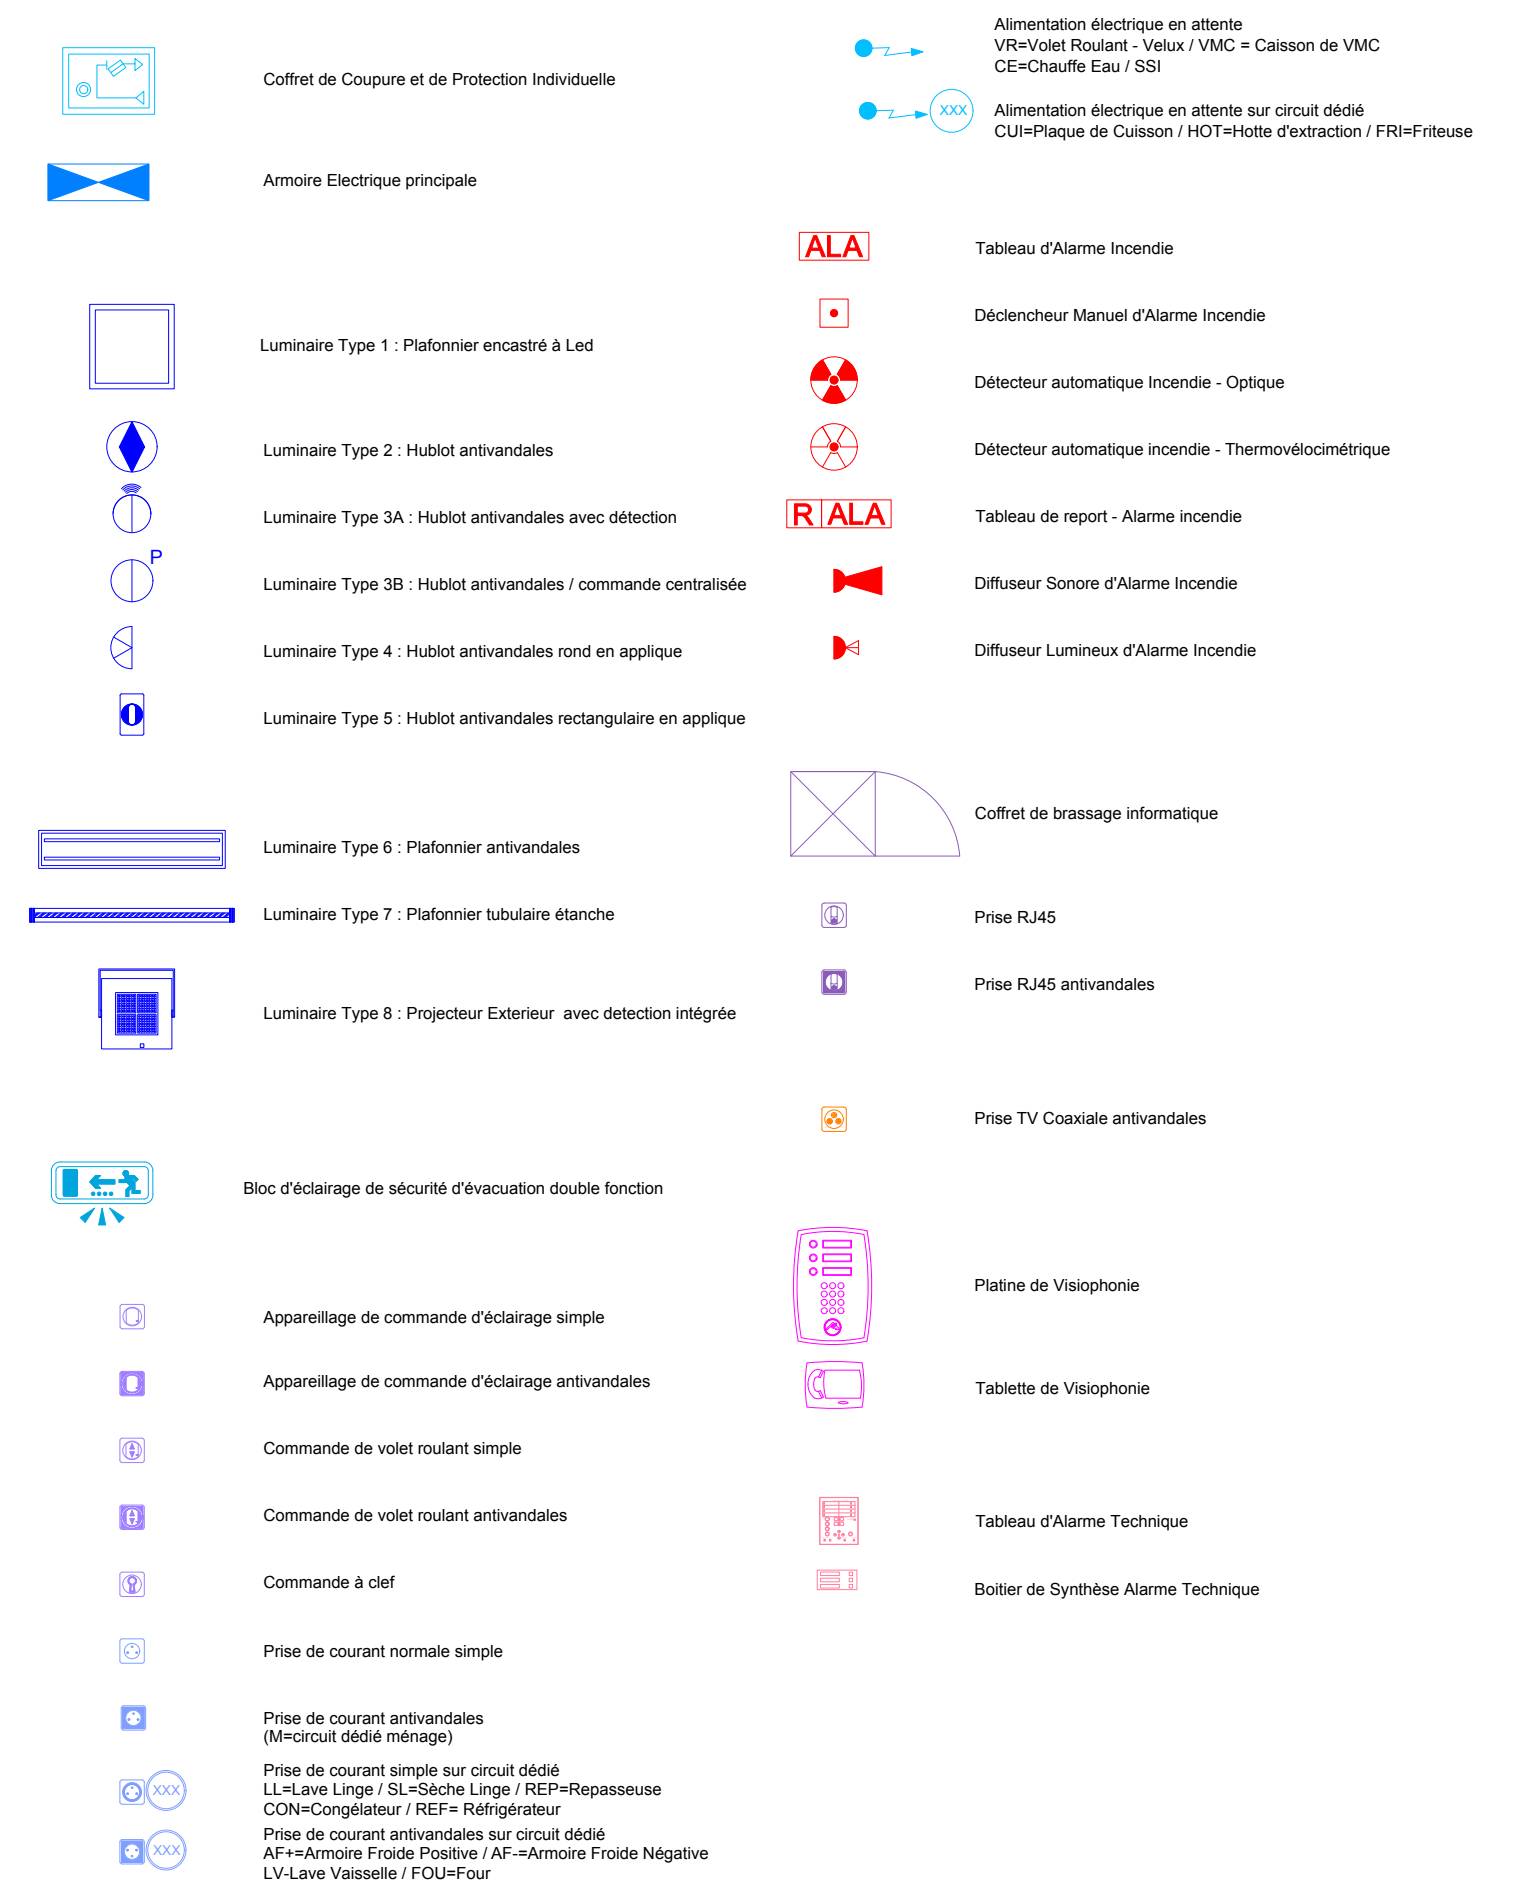 Coffret de Coupure et de Protection Individuelle
Armoire Electrique principale
Luminaire Type 1 : Plafonnier encastré à Led
Luminaire Type 2 : Hublot antivandales
Luminaire Type 3A : Hublot antivandales avec détection
P
Luminaire Type 3B : Hublot antivandales / commande centralisée
Luminaire Type 4 : Hublot antivandales rond en applique
Luminaire Type 5 : Hublot antivandales rectangulaire en applique
Luminaire Type 6 : Plafonnier antivandales
Luminaire Type 7 : Plafonnier tubulaire étanche
Luminaire Type 8 : Projecteur Exterieur  avec detection intégrée
Bloc d'éclairage de sécurité d'évacuation double fonction
Appareillage de commande d'éclairage simple
Appareillage de commande d'éclairage antivandales
Commande de volet roulant simple
Commande de volet roulant antivandales
Commande à clef
Prise de courant normale simple
Prise de courant antivandales
(M=circuit dédié ménage)
Prise de courant simple sur circuit dédié
XXX LL=Lave Linge / SL=Sèche Linge / REP=Repasseuse
CON=Congélateur / REF= Réfrigérateur
Prise de courant antivandales sur circuit dédié
XXX AF+=Armoire Froide Positive / AF-=Armoire Froide Négative
LV-Lave Vaisselle / FOU=Four
Alimentation électrique en attente
VR=Volet Roulant - Velux / VMC = Caisson de VMC
CE=Chauffe Eau / SSI
XXX Alimentation électrique en attente sur circuit dédié
CUI=Plaque de Cuisson / HOT=Hotte d'extraction / FRI=Friteuse
ALA Tableau d'Alarme Incendie
Déclencheur Manuel d'Alarme Incendie
Détecteur automatique Incendie - Optique
Détecteur automatique incendie - Thermovélocimétrique
R ALA Tableau de report - Alarme incendie
Diffuseur Sonore d'Alarme Incendie
Diffuseur Lumineux d'Alarme Incendie
Coffret de brassage informatique
Prise RJ45
Prise RJ45 antivandales
Prise TV Coaxiale antivandales
Platine de Visiophonie
Tablette de Visiophonie
Tableau d'Alarme Technique
Boitier de Synthèse Alarme Technique